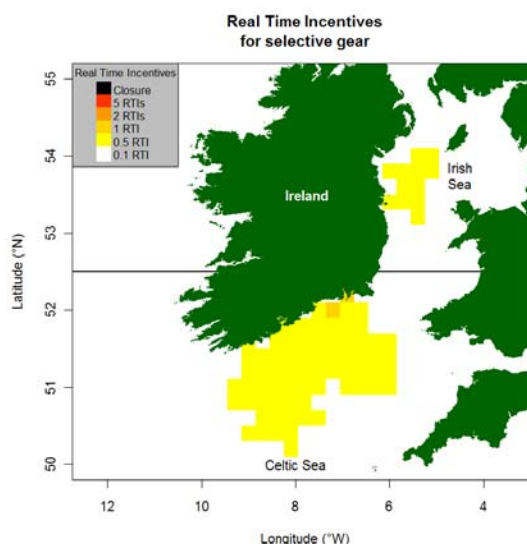 Real Time Incentives
for selective gear
Real Time Incentives
Closure
5 RTIs
2 RTIs
1 RTI
0.5 RTI
0.1 RTI
55
54
53
52
51
50
Latitude (°N)
Ireland
Irish
Sea
Celtic Sea
12
10
8
6
4
Longitude (°W)